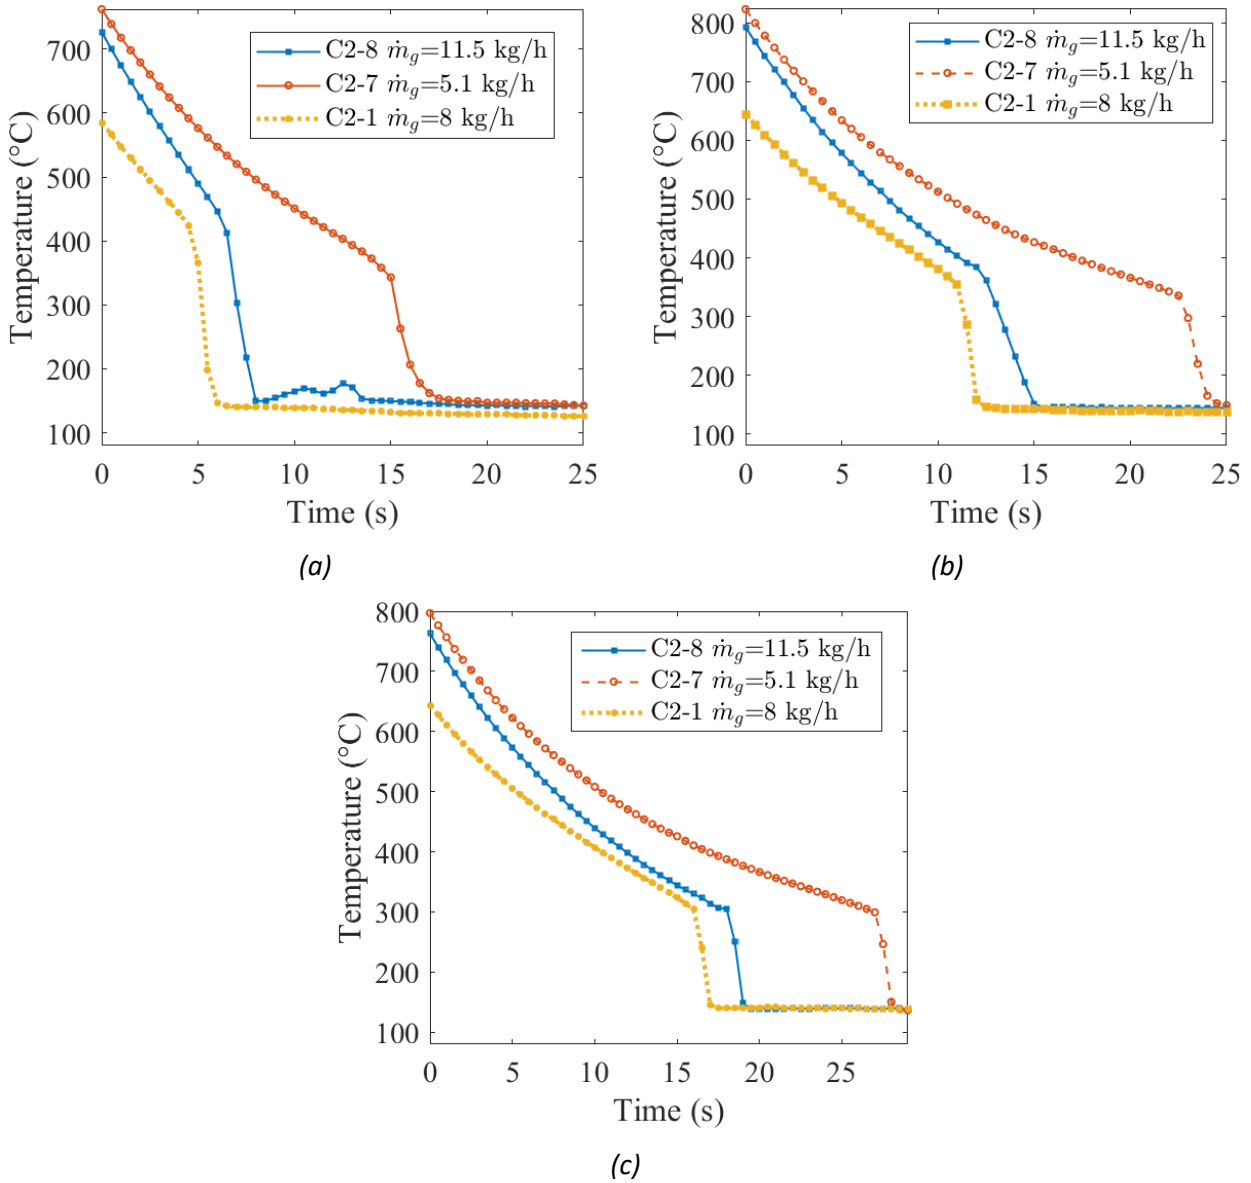 700
600
500
400
300
200
100
Temperature (°C)
C2-8 ṁg=11.5 kg/h
C2-7 ṁg=5.1 kg/h
C2-1 ṁg=8 kg/h
0 5 10 15 20 25
Time (s)
(a)
800
700
600
500
400
300
200
100
Temperature (°C)
C2-8 ṁg=11.5 kg/h
C2-7 ṁg=5.1 kg/h
C2-1 ṁg=8 kg/h
0 5 10 15 20 25
Time (s)
(b)
800
700
600
500
400
300
200
100
Temperature (°C)
C2-8 ṁg=11.5 kg/h
C2-7 ṁg=5.1 kg/h
C2-1 ṁg=8 kg/h
0 5 10 15 20 25
Time (s)
(c)